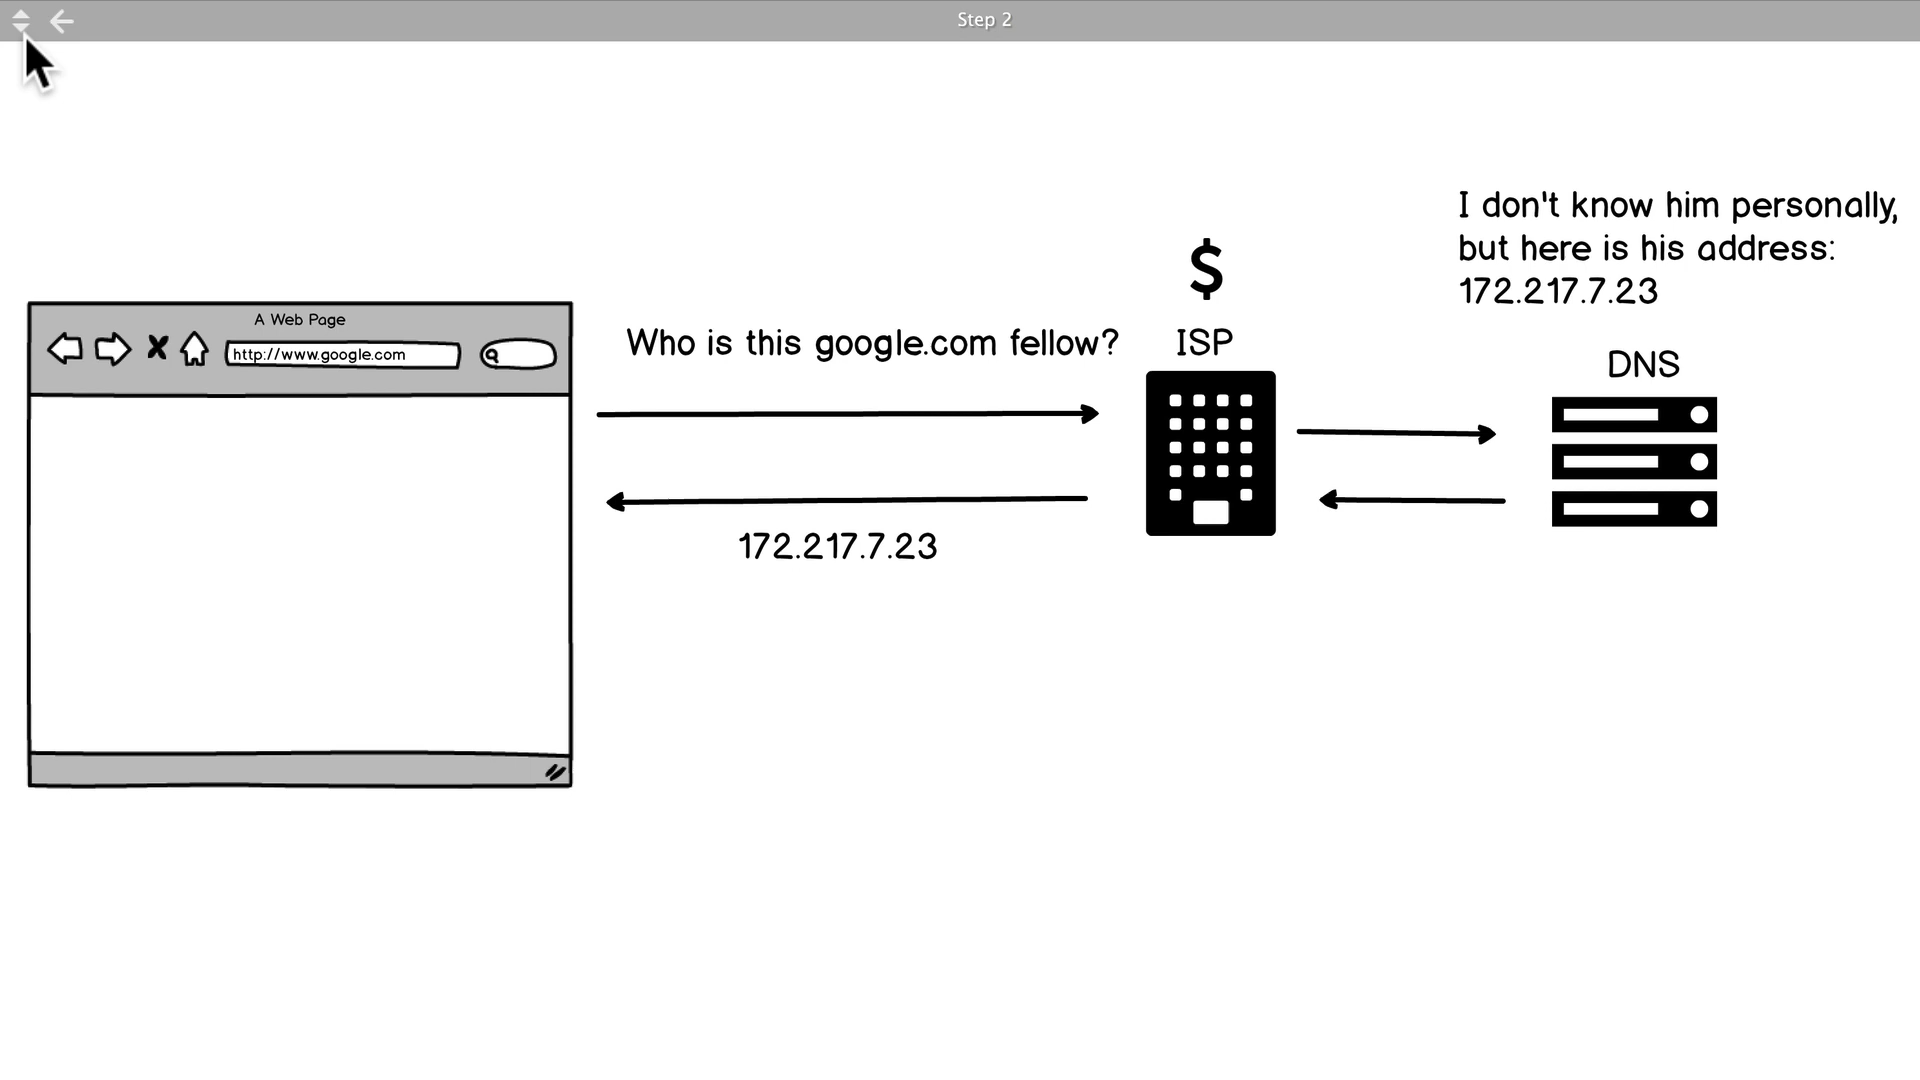 Step 2
I don't know him personally,
but here is his address:
172.217.7.23
$
A Web Page
http://www.google.com
Who is this google.com fellow?
ISP
DNS
172.217.7.23